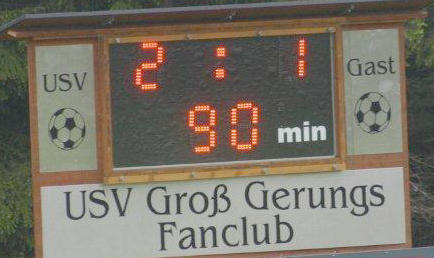 USV 2 : 1 Gast
90 min
USV Groß Gerungs
Fanclub